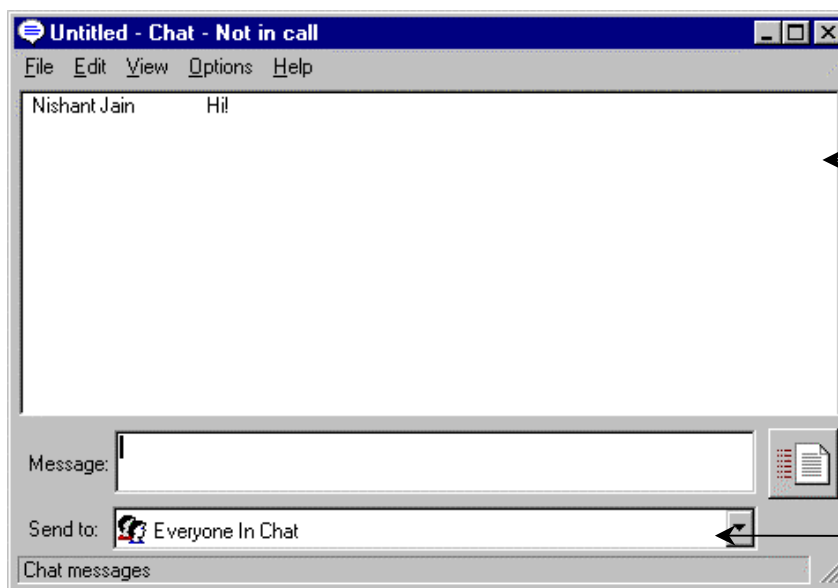 Untitled - Chat - Not in call
File Edit View Options Help
Nishant Jain Hi!
Message:
Send to: Everyone In Chat
Chat messages